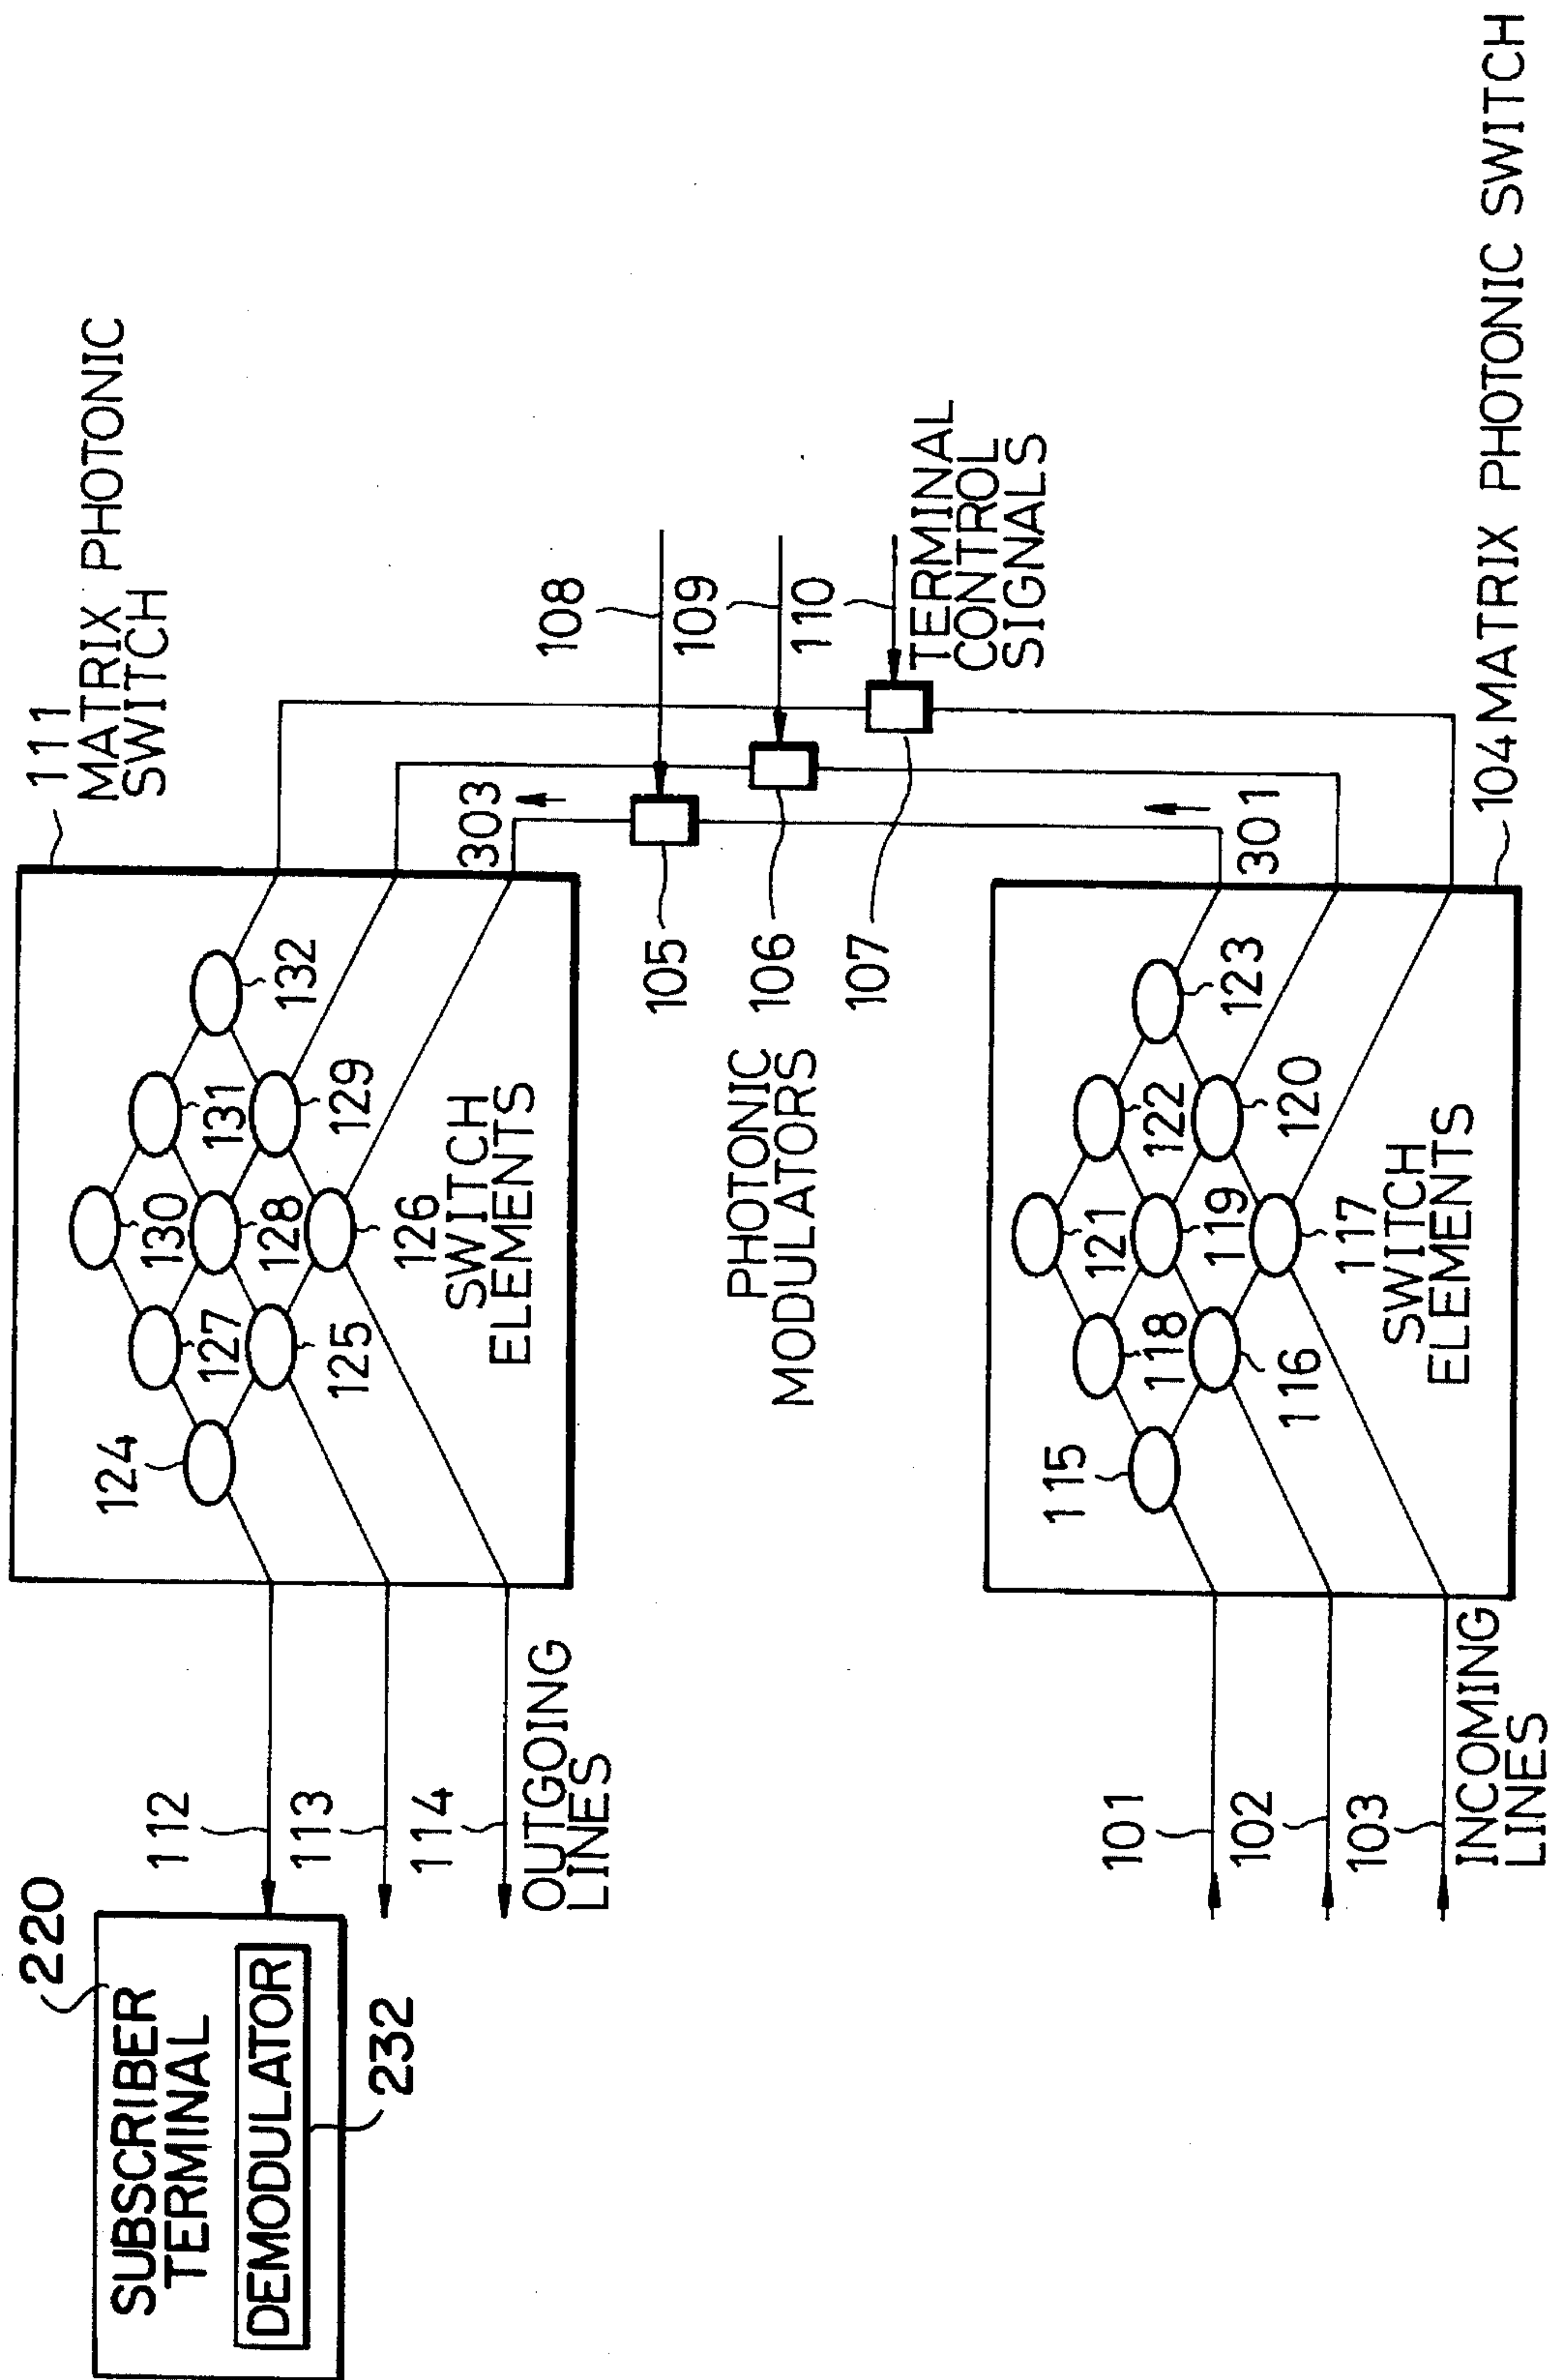 111
MATRIX PHOTONIC
SWITCH
132
131
129
130
128
126
127
125
124
SWITCH
ELEMENTS
303
108
109
110
TERMINAL
CONTROL
SIGNALS
105
106
107
PHOTONIC
MODULATORS
220
SUBSCRIBER
TERMINAL
DEMODULATOR
232
112
113
114
OUTGOING
LINES
301
104 MATRIX PHOTONIC SWITCH
123
122
120
121
119
117
118
116
115
SWITCH
ELEMENTS
101
102
103
INCOMING
LINES